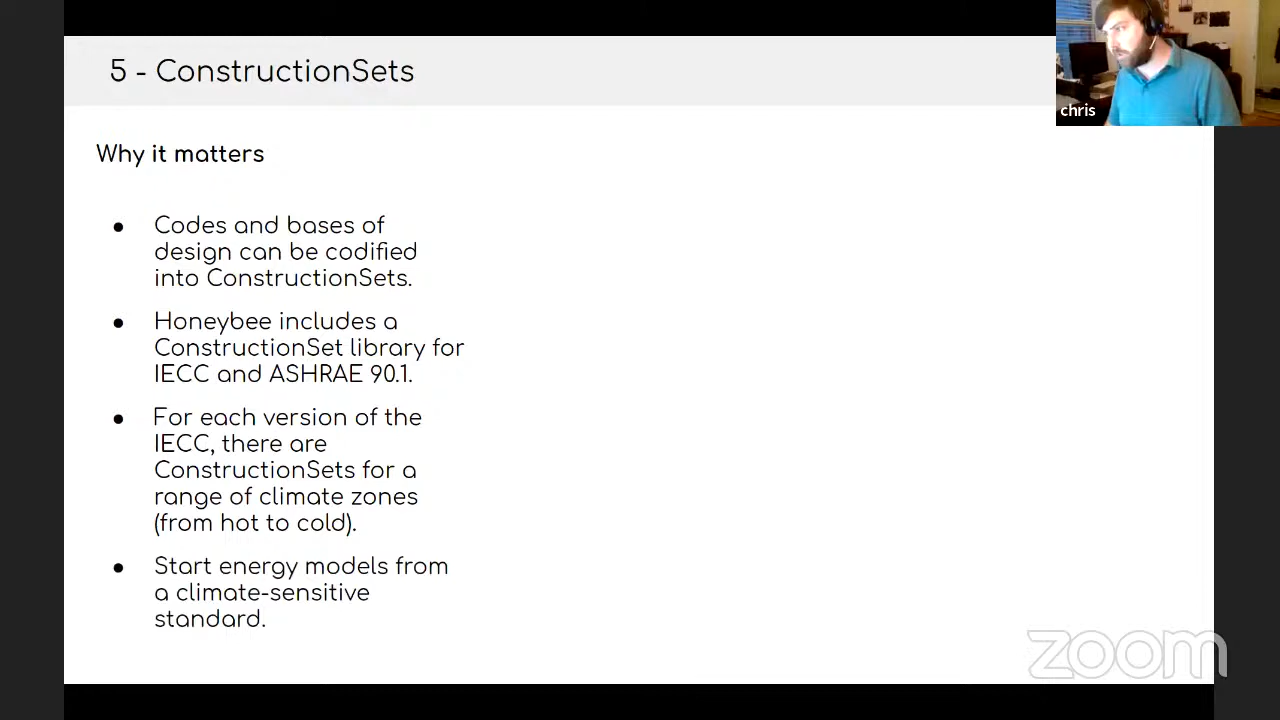 5 - ConstructionSets
chris
Why it matters
● Codes and bases of
design can be codified
into ConstructionSets.
● Honeybee includes a
ConstructionSet library for
IECC and ASHRAE 90.1.
● For each version of the
IECC, there are
ConstructionSets for a
range of climate zones
(from hot to cold).
● Start energy models from
a climate-sensitive
standard.
zoom